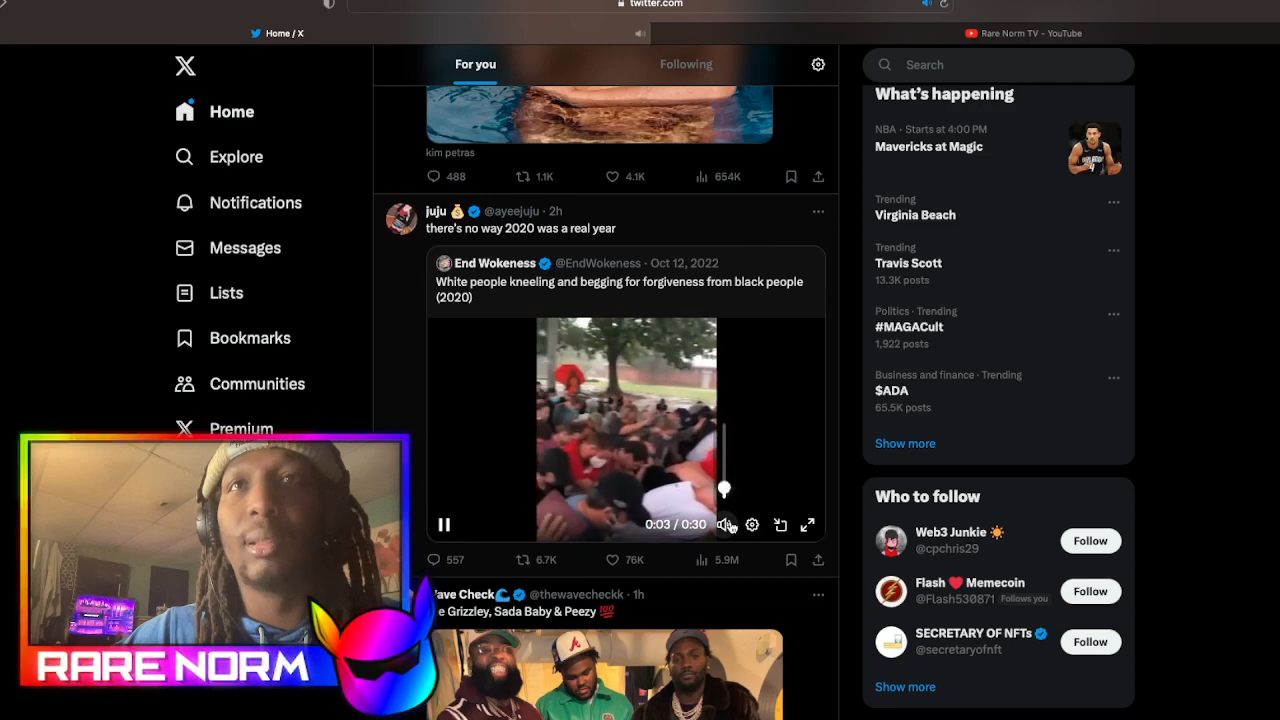 twitter.com
Home / X
Rare Norm TV - YouTube
Home
Explore
Notifications
Messages
Lists
Bookmarks
Communities
Premium
For you
Following
kim petras
488
1.1K
4.1K
654K
juju @ayeejuju · 2h
there's no way 2020 was a real year
End Wokeness @EndWokeness · Oct 12, 2022
White people kneeling and begging for forgiveness from black people
(2020)
0:03 / 0:30
557
6.7K
76K
5.9M
Check @thewavecheckk · 1h
Grizzley, Sada Baby & Peezy 💯
Search
What's happening
NBA · Starts at 4:00 PM
Mavericks at Magic
Trending
Virginia Beach
Trending
Travis Scott
13.3K posts
Politics · Trending
#MAGACult
1,922 posts
Business and finance · Trending
$ADA
65.5K posts
Show more
Who to follow
Web3 Junkie
@cpchris29
Follow
Flash ❤️ Memecoin
@Flash530871 Follows you
Follow
SECRETARY OF NFTs
@secretaryofnft
Follow
Show more
RARE NORM